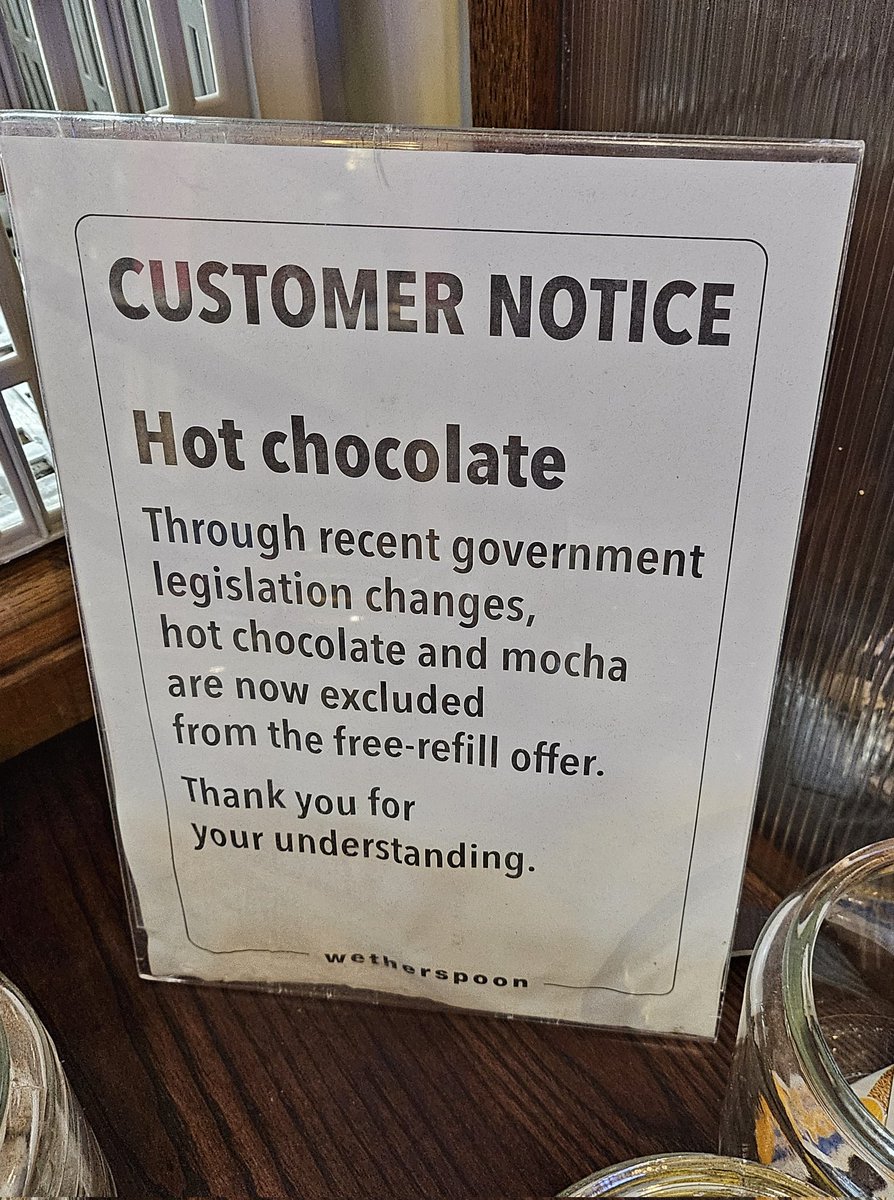 CUSTOMER NOTICE
Hot chocolate
Through recent government
legislation changes,
hot chocolate and mocha
are now excluded
from the free-refill offer.
Thank you for
your understanding.
wetherspoon